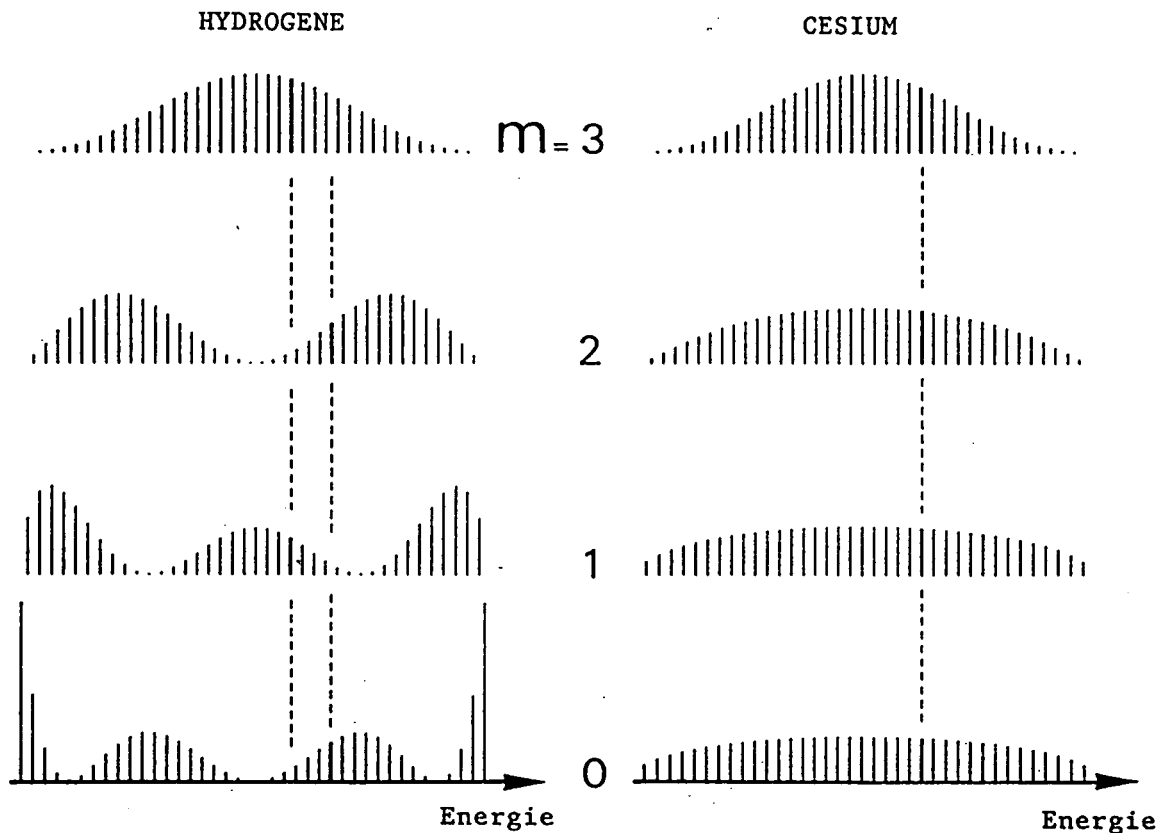 HYDROGENE
CESIUM
m = 3
2
1
0
Energie
Energie